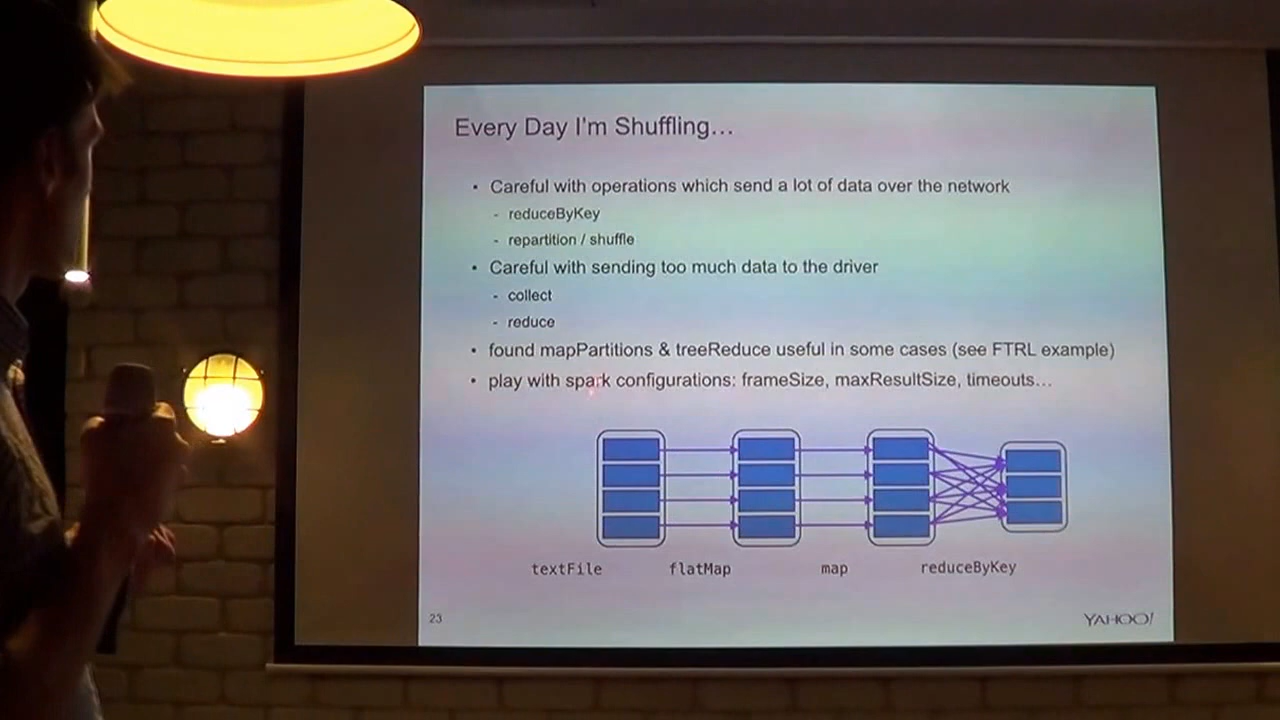 Every Day I'm Shuffling…
• Careful with operations which send a lot of data over the network
- reduceByKey
- repartition / shuffle
• Careful with sending too much data to the driver
- collect
- reduce
• found mapPartitions & treeReduce useful in some cases (see FTRL example)
• play with spark configurations: frameSize, maxResultSize, timeouts…
textFile flatMap map reduceByKey
23 YAHOO!